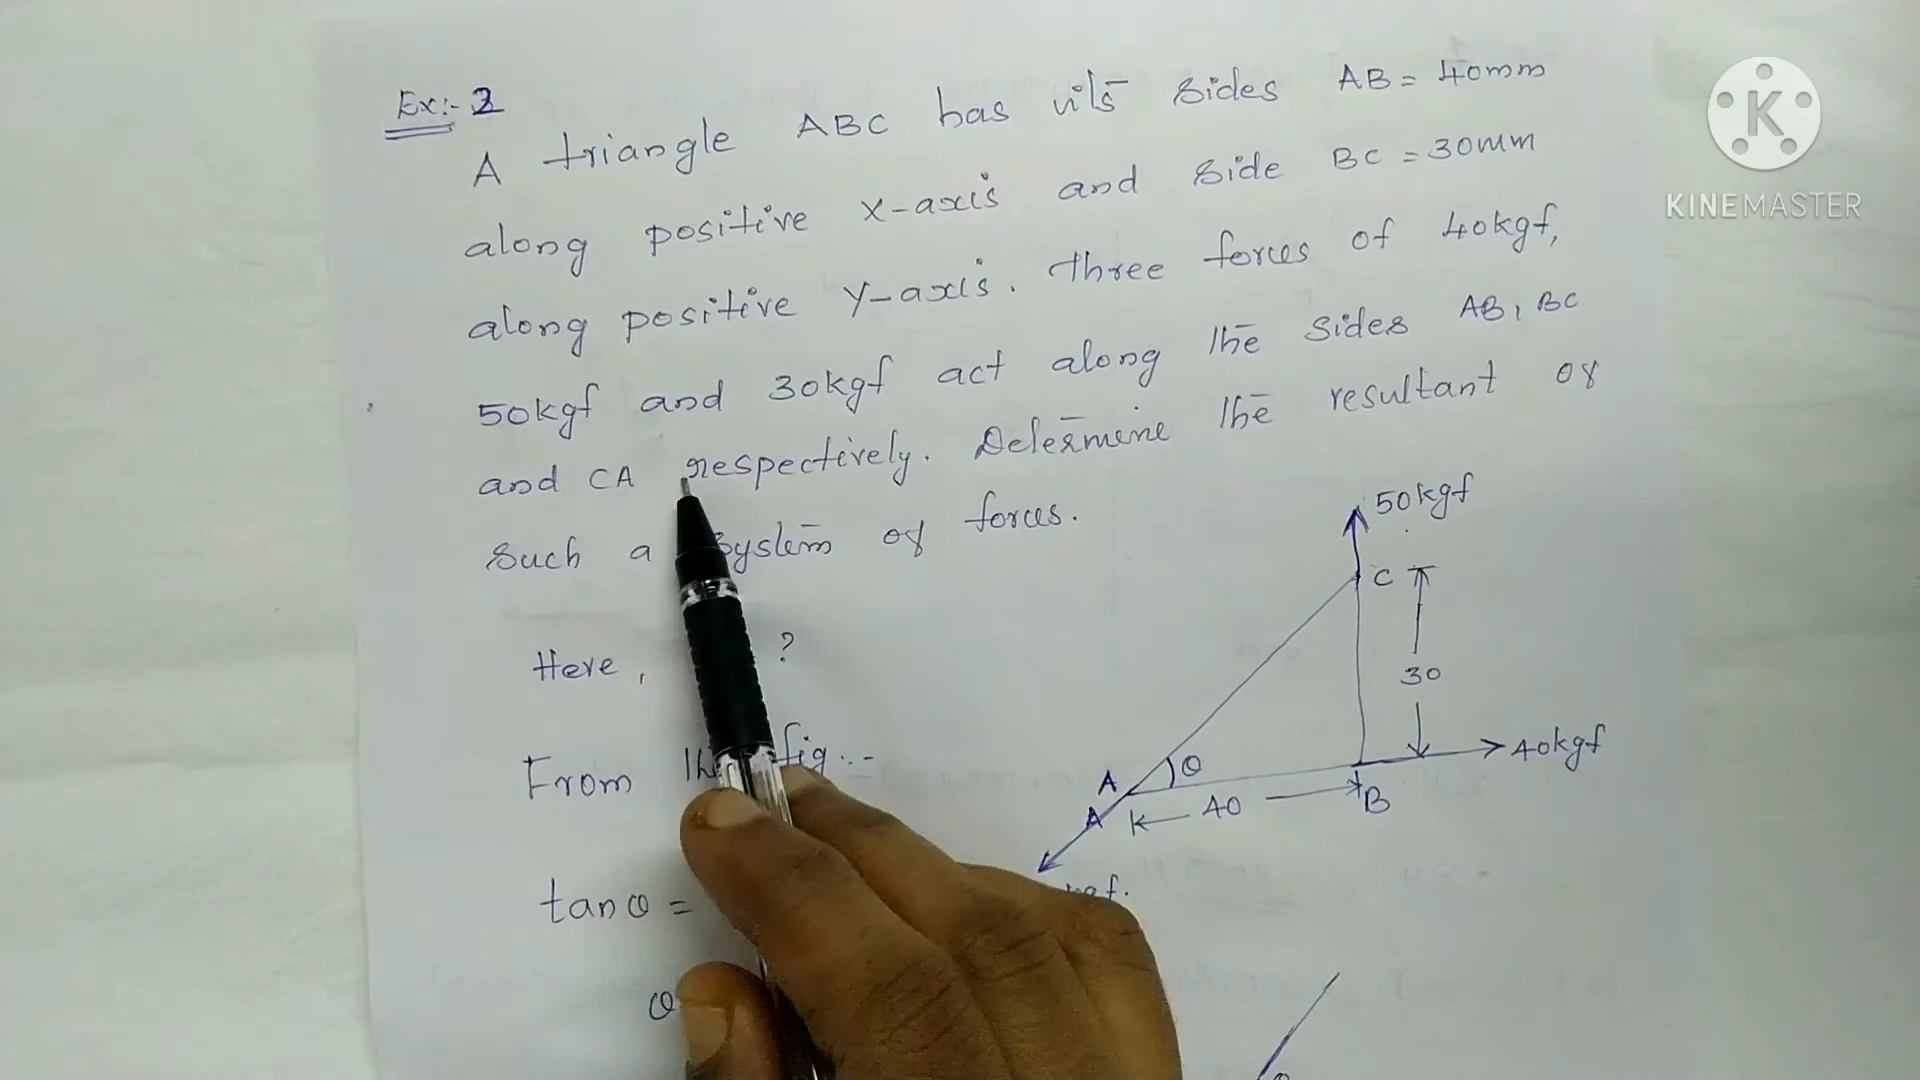 Ex:- 2
A triangle ABC has its sides AB = 40mm
along positive X-axis and side BC = 30mm
along positive Y-axis. Three forces of 40kgf,
50kgf and 30kgf act along the sides AB, BC
and CA respectively. Determine the resultant of
such a system of forces.
Here, ?
From fig:-
tanθ =
θ
50kgf
C
30
40kgf
A θ
40
B
A
K
KINEMASTER